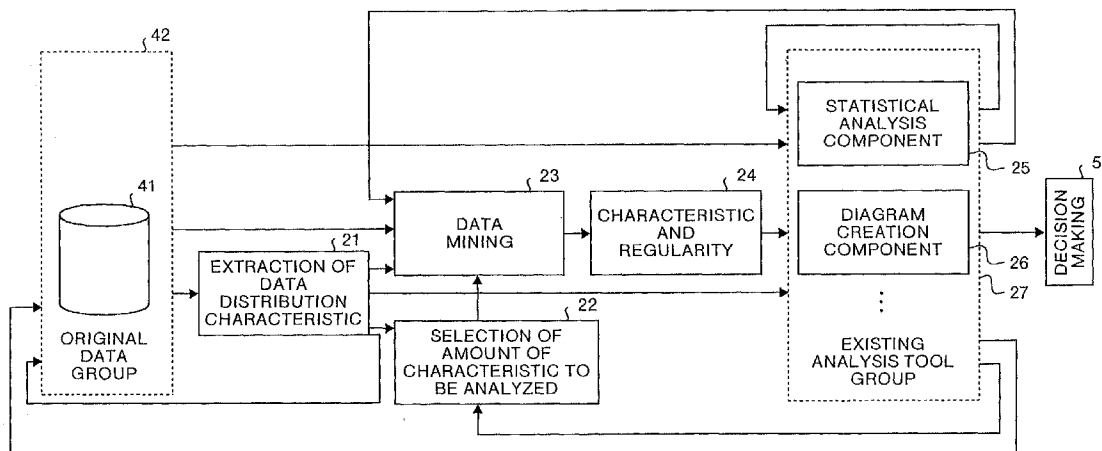 42
41
ORIGINAL
DATA
GROUP
21
EXTRACTION OF
DATA
DISTRIBUTION
CHARACTERISTIC
23
DATA
MINING
22
SELECTION OF
AMOUNT OF
CHARACTERISTIC TO
BE ANALYZED
24
CHARACTERISTIC
AND
REGULARITY
STATISTICAL
ANALYSIS
COMPONENT
25
DIAGRAM
CREATION
COMPONENT
26
27
EXISTING
ANALYSIS TOOL
GROUP
5
DECISION
MAKING